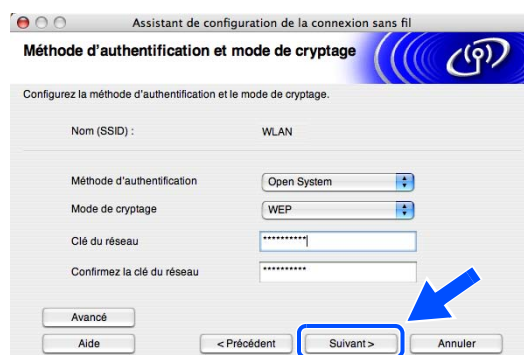 Assistant de configuration de la connexion sans fil
Méthode d'authentification et mode de cryptage
Configurez la méthode d'authentification et le mode de cryptage.
Nom (SSID) : WLAN
Méthode d'authentification Open System
Mode de cryptage WEP
Clé du réseau **********
Confirmez la clé du réseau **********
Avancé
Aide < Précédent Suivant > Annuler